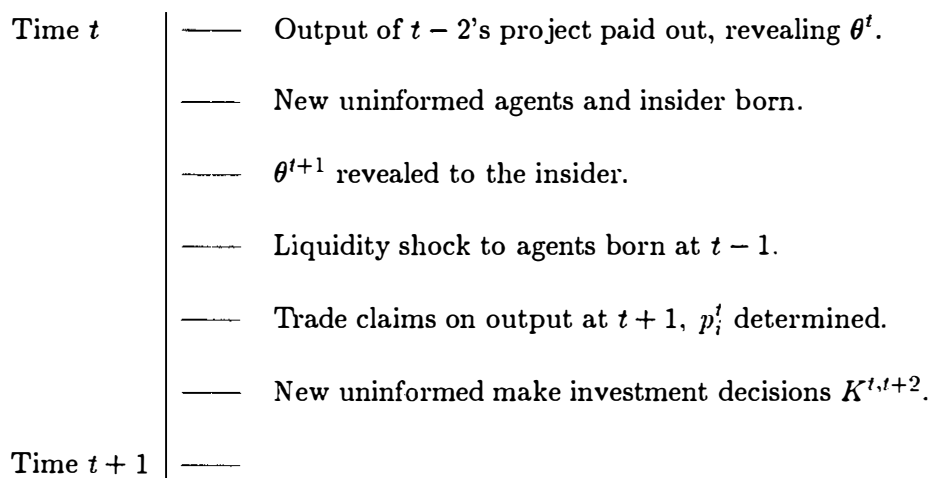 Time t — Output of t − 2's project paid out, revealing θ^t.
— New uninformed agents and insider born.
— θ^{t+1} revealed to the insider.
— Liquidity shock to agents born at t − 1.
— Trade claims on output at t + 1, p_i^t determined.
— New uninformed make investment decisions K^{t,t+2}.
Time t + 1 —